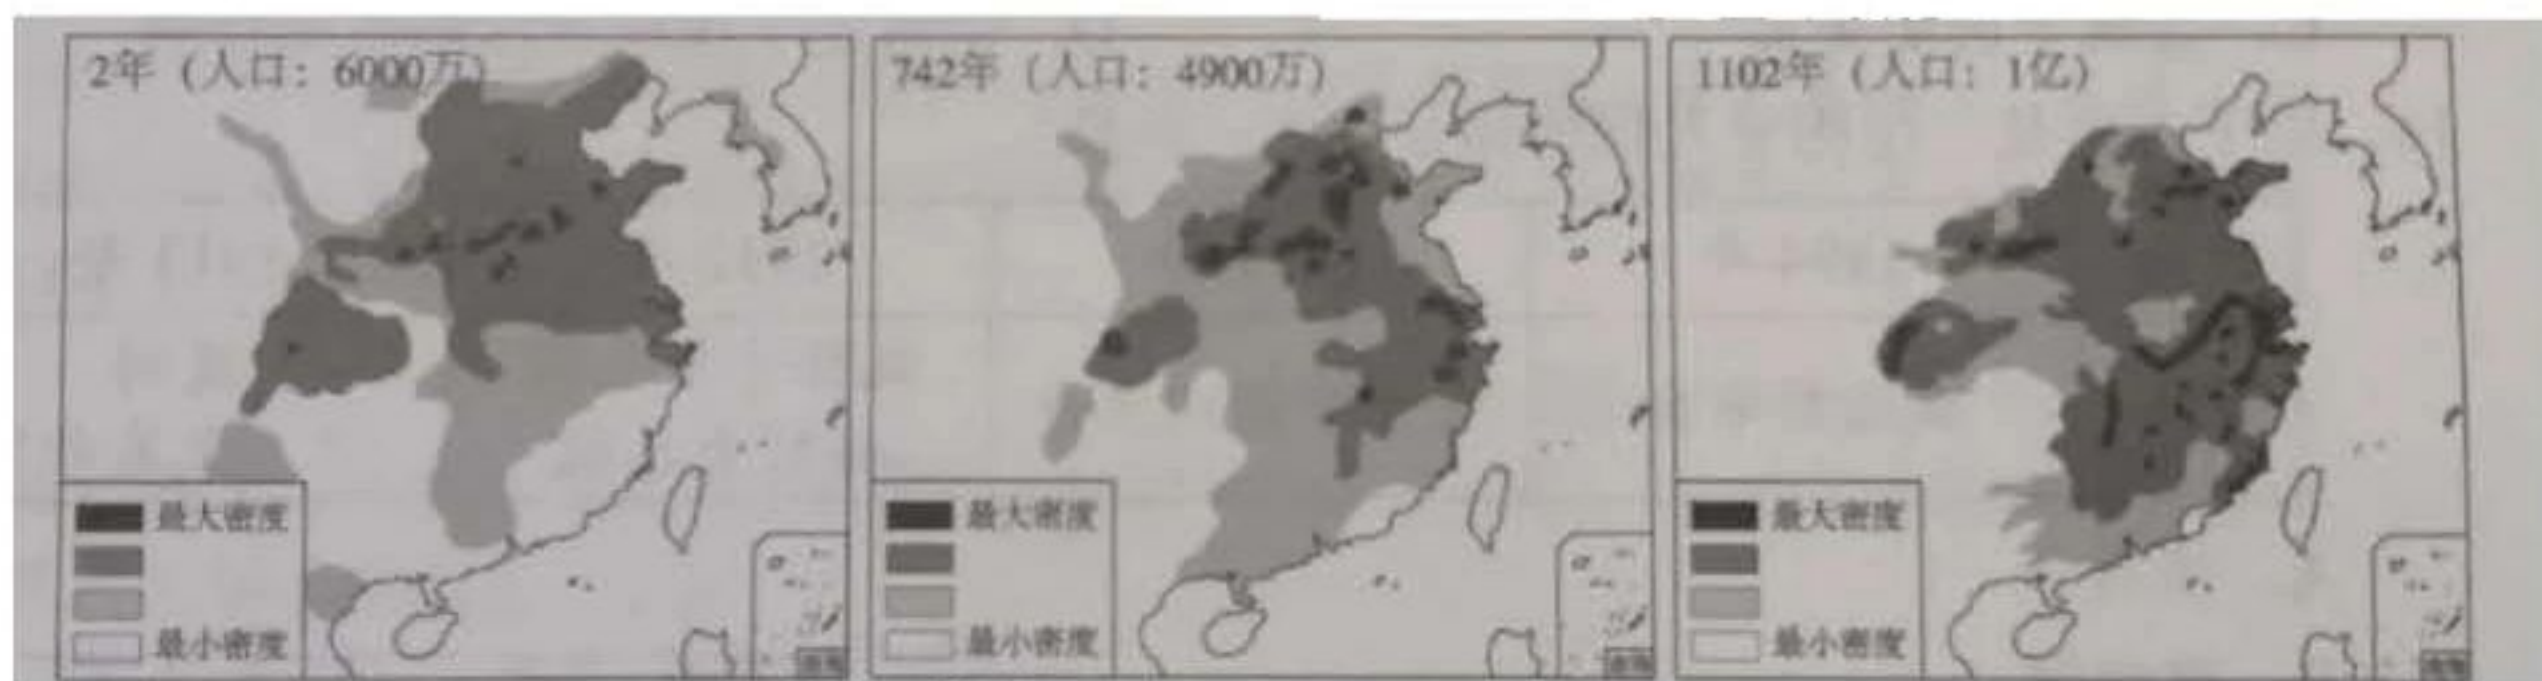 2年（人口：6000万）
最大密度
最小密度
742年（人口：4900万）
最大密度
最小密度
1102年（人口：1亿）
最大密度
最小密度